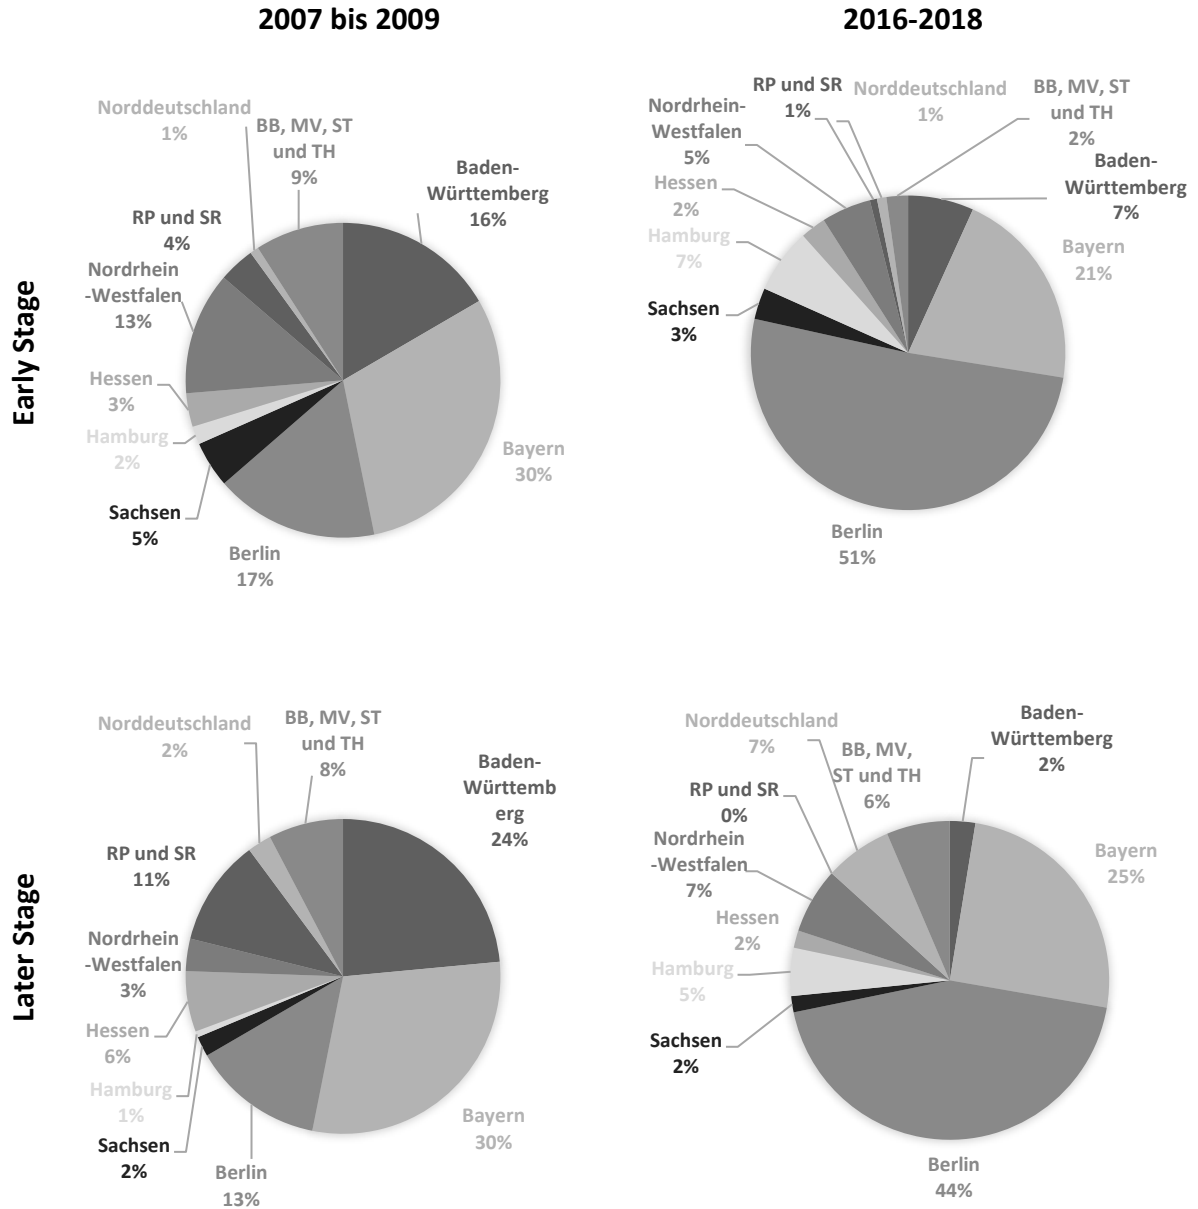 2007 bis 2009
2016-2018
Early Stage
Norddeutschland
1%
BB, MV, ST
und TH
9%
Baden-
Württemberg
16%
RP und SR
4%
Nordrhein
-Westfalen
13%
Hessen
3%
Hamburg
2%
Sachsen
5%
Berlin
17%
Bayern
30%
Nordrhein-
Westfalen
5%
RP und SR
1%
Norddeutschland
1%
BB, MV, ST
und TH
2%
Baden-
Württemberg
7%
Hessen
2%
Hamburg
7%
Sachsen
3%
Bayern
21%
Berlin
51%
Later Stage
Norddeutschland
2%
BB, MV, ST
und TH
8%
Baden-
Württemb
erg
24%
RP und SR
11%
Nordrhein
-Westfalen
3%
Hessen
6%
Hamburg
1%
Sachsen
2%
Berlin
13%
Bayern
30%
Norddeutschland
7%
BB, MV,
ST und TH
6%
Baden-
Württemberg
2%
RP und SR
0%
Nordrhein
-Westfalen
7%
Hessen
2%
Hamburg
5%
Sachsen
2%
Bayern
25%
Berlin
44%